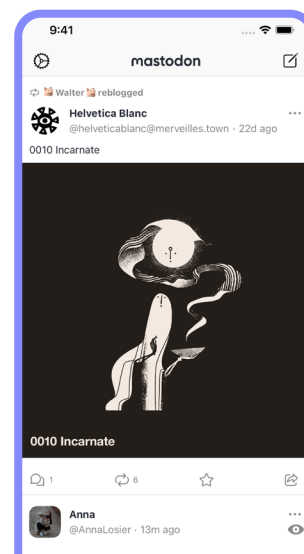 9:41
mastodon
Walter reblogged
Helvetica Blanc
@helveticablanc@merveilles.town · 22d ago
0010 Incarnate
0010 Incarnate
1 6
Anna
@AnnaLosier · 13m ago